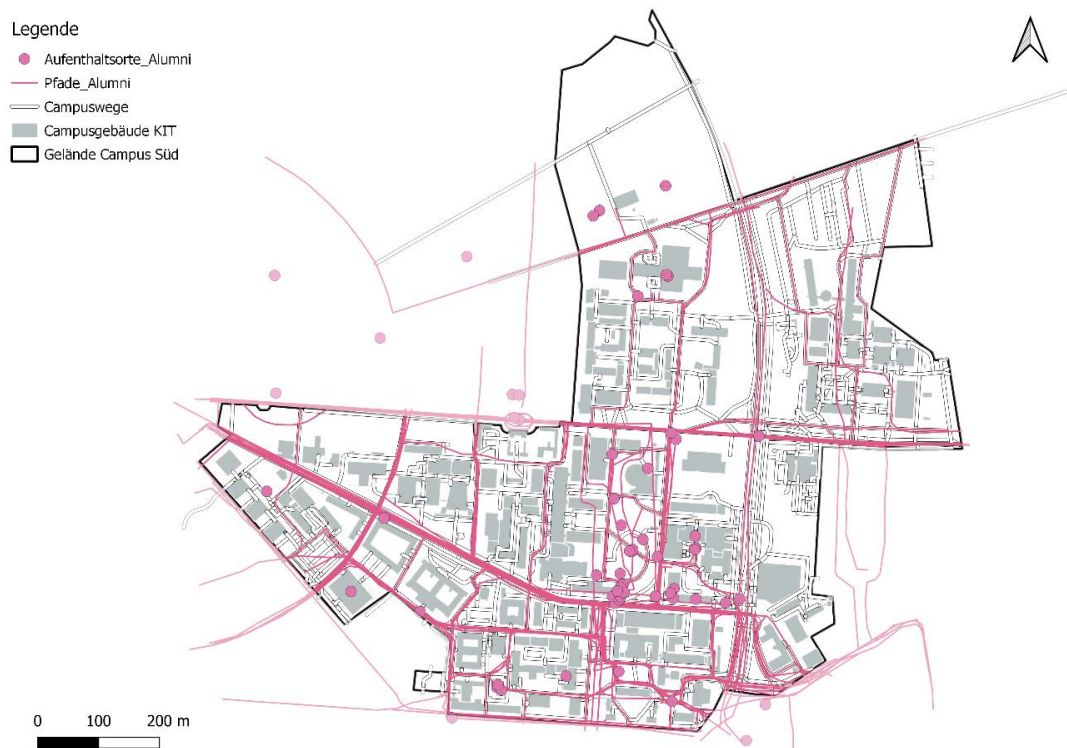 Legende
Aufenthaltsorte_Alumni
Pfade_Alumni
Campuswege
Campusgebäude KIT
Gelände Campus Süd
0 100 200 m